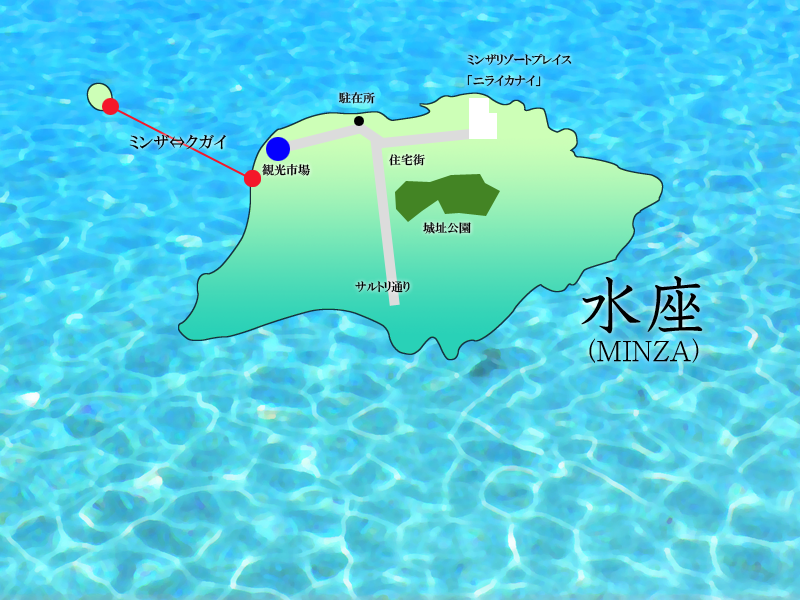 ミンザリゾートプレイス
「ニライカナイ」
駐在所
ミンザ⇔クガイ
住宅街
観光市場
城址公園
サルトリ通り
水座
(MINZA)